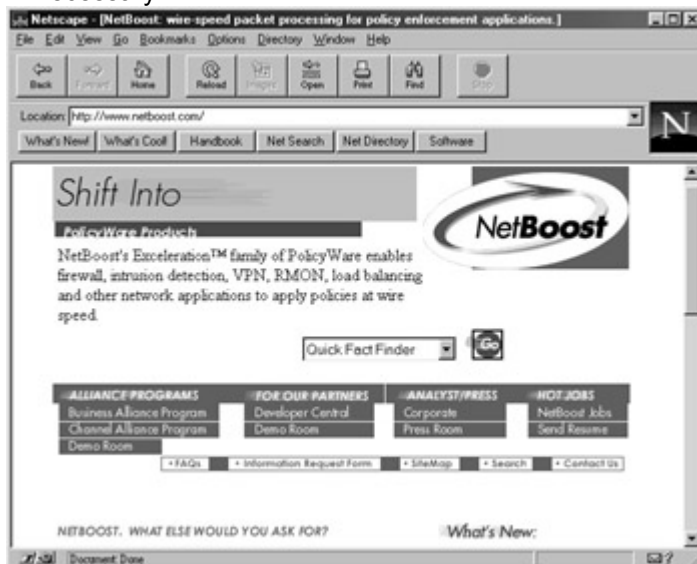 Netscape - [NetBoost: wire-speed packet processing for policy enforcement applications.]
File Edit View Go Bookmarks Options Directory Window Help
Back Forward Home Reload Images Open Print Find Stop
Location: http://www.netboost.com/
N
What's New! What's Cool! Handbook Net Search Net Directory Software
Shift Into
NetBoost
PolicyWare Products
NetBoost's Exceleration™ family of PolicyWare enables
firewall, intrusion detection, VPN, RMON, load balancing
and other network applications to apply policies at wire
speed.
Quick Fact Finder Go
ALLIANCE PROGRAMS FOR OUR PARTNERS ANALYST/PRESS HOT JOBS
Business Alliance Program Developer Central Corporate NetBoost Jobs
Channel Alliance Program Demo Room Press Room Send Resume
Demo Room
• FAQs • Information Request Form • SiteMap • Search • Contact Us
NETBOOST. WHAT ELSE WOULD YOU ASK FOR? What's New:
Document: Done